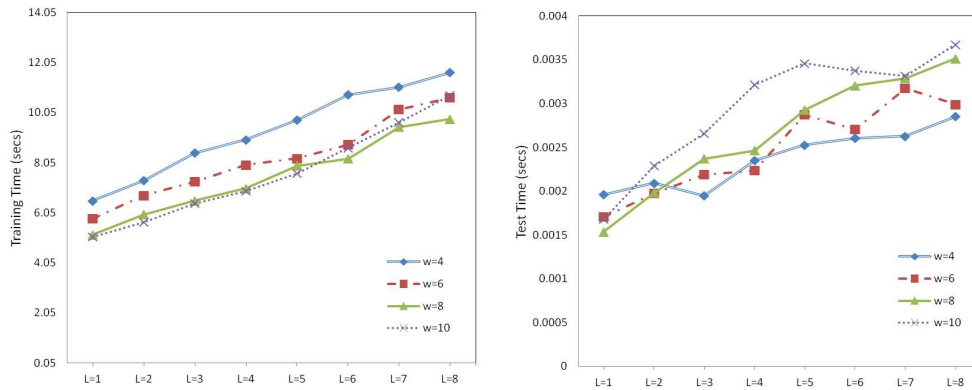 14.05
12.05
10.05
8.05
6.05
4.05
2.05
0.05
Training Time (secs)
L=1 L=2 L=3 L=4 L=5 L=6 L=7 L=8
w=4
w=6
w=8
w=10
0.004
0.0035
0.003
0.0025
0.002
0.0015
0.001
0.0005
0
Test Time (secs)
L=1 L=2 L=3 L=4 L=5 L=6 L=7 L=8
w=4
w=6
w=8
w=10